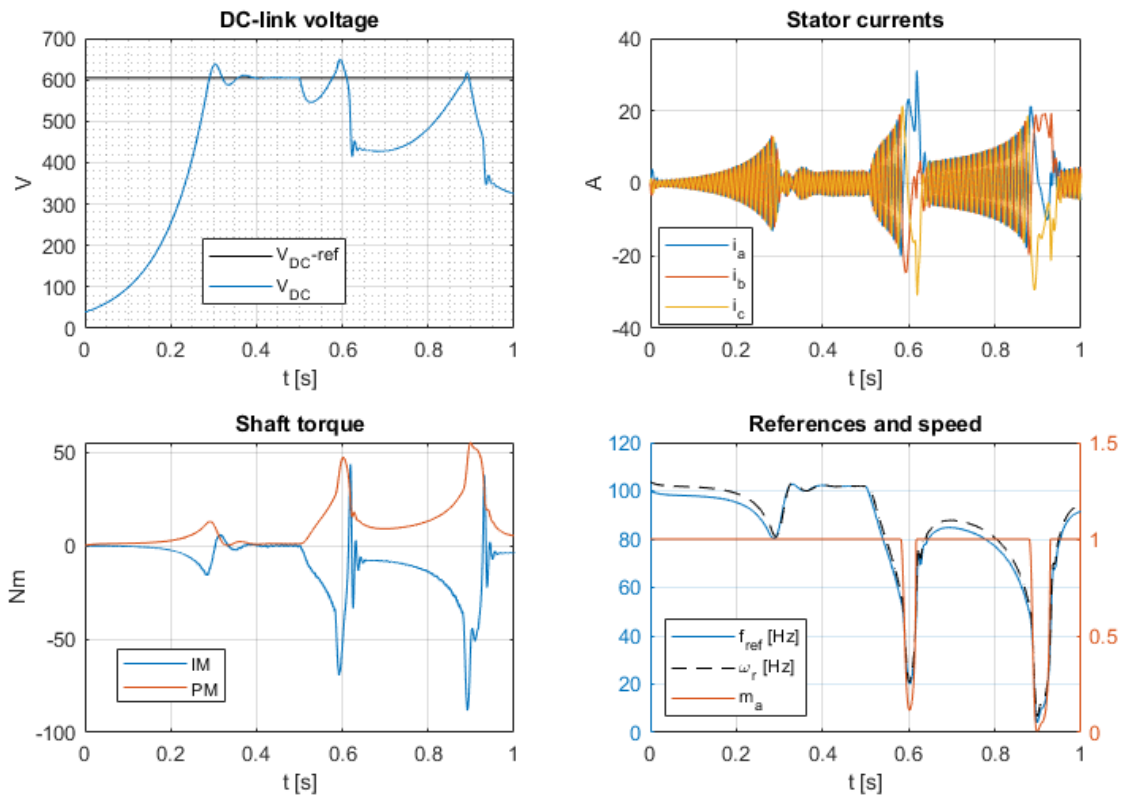 DC-link voltage
700
600
500
400
300
200
100
0
V
V_DC-ref
V_DC
0 0.2 0.4 0.6 0.8 1
t [s]
Stator currents
40
20
0
-20
-40
A
i_a
i_b
i_c
0 0.2 0.4 0.6 0.8 1
t [s]
Shaft torque
50
0
-50
-100
Nm
IM
PM
0 0.2 0.4 0.6 0.8 1
t [s]
References and speed
120
100
80
60
40
20
0
1.5
1
0.5
0
f_ref [Hz]
ω_r [Hz]
m_a
0 0.2 0.4 0.6 0.8 1
t [s]